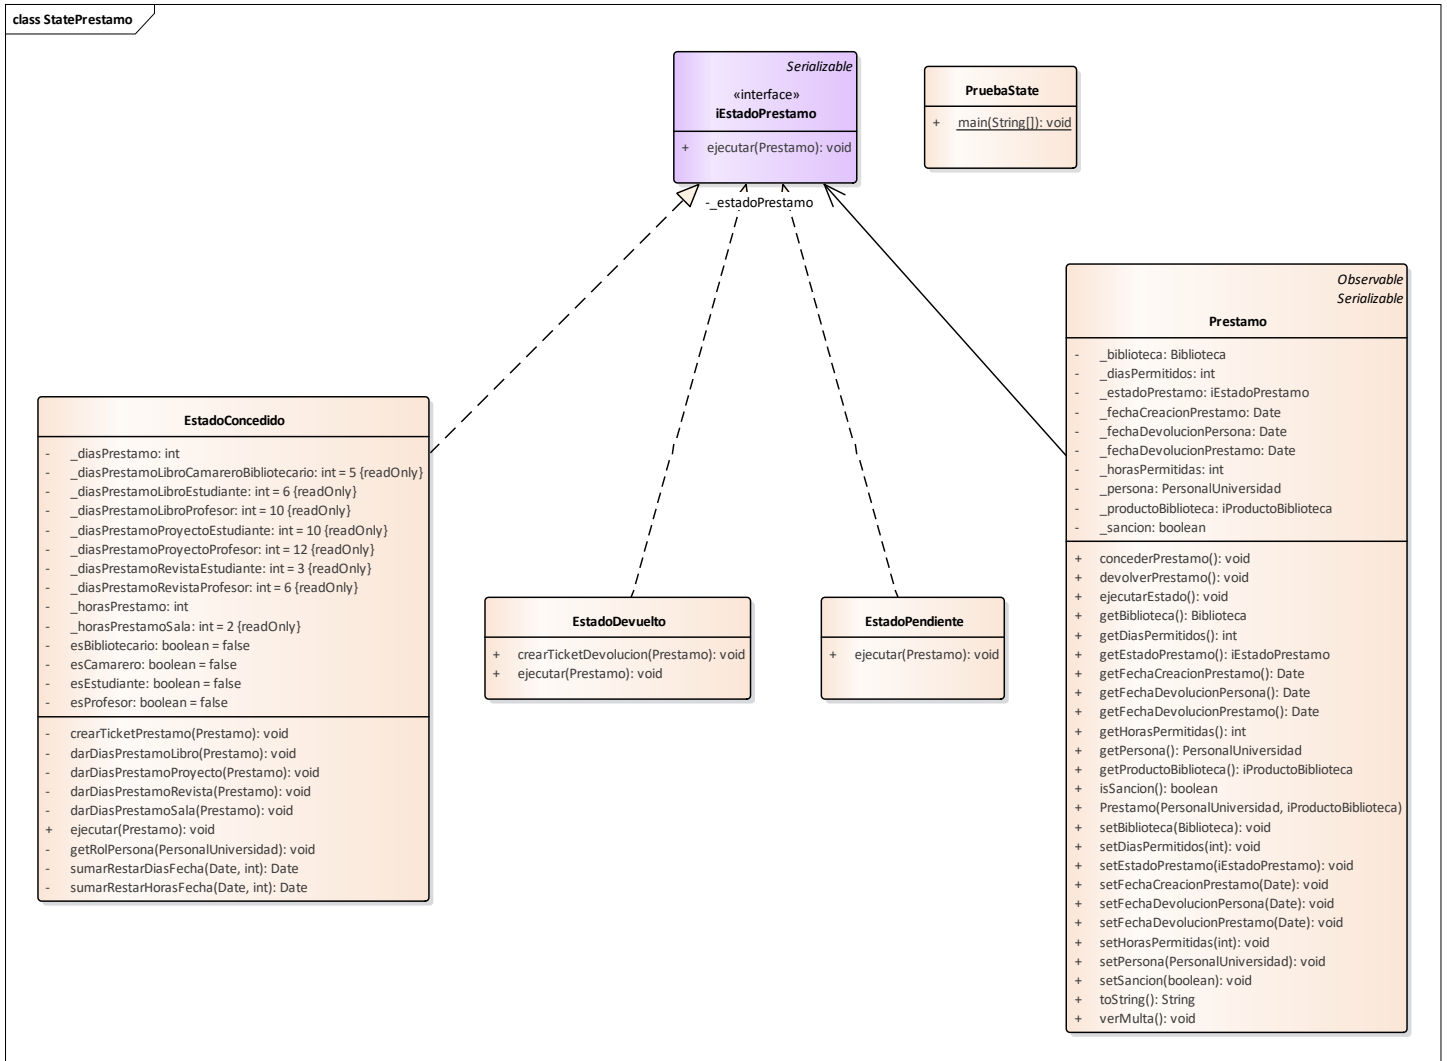 class StatePrestamo
Serializable
«interface»
iEstadoPrestamo
+ ejecutar(Prestamo): void
PruebaState
+ main(String[]): void
-_estadoPrestamo
Observable
Serializable
Prestamo
- _biblioteca: Biblioteca
- _diasPermitidos: int
- _estadoPrestamo: iEstadoPrestamo
- _fechaCreacionPrestamo: Date
- _fechaDevolucionPersona: Date
- _fechaDevolucionPrestamo: Date
- _horasPermitidas: int
- _persona: PersonalUniversidad
- _productoBiblioteca: iProductoBiblioteca
- _sancion: boolean
+ concederPrestamo(): void
+ devolverPrestamo(): void
+ ejecutarEstado(): void
+ getBiblioteca(): Biblioteca
+ getDiasPermitidos(): int
+ getEstadoPrestamo(): iEstadoPrestamo
+ getFechaCreacionPrestamo(): Date
+ getFechaDevolucionPersona(): Date
+ getFechaDevolucionPrestamo(): Date
+ getHorasPermitidas(): int
+ getPersona(): PersonalUniversidad
+ getProductoBiblioteca(): iProductoBiblioteca
+ isSancion(): boolean
+ Prestamo(PersonalUniversidad, iProductoBiblioteca)
+ setBiblioteca(Biblioteca): void
+ setDiasPermitidos(int): void
+ setEstadoPrestamo(iEstadoPrestamo): void
+ setFechaCreacionPrestamo(Date): void
+ setFechaDevolucionPersona(Date): void
+ setFechaDevolucionPrestamo(Date): void
+ setHorasPermitidas(int): void
+ setPersona(PersonalUniversidad): void
+ setSancion(boolean): void
+ toString(): String
+ verMulta(): void
EstadoConcedido
- _diasPrestamo: int
- _diasPrestamoLibroCamareroBibliotecario: int = 5 {readOnly}
- _diasPrestamoLibroEstudiante: int = 6 {readOnly}
- _diasPrestamoLibroProfesor: int = 10 {readOnly}
- _diasPrestamoProyectoEstudiante: int = 10 {readOnly}
- _diasPrestamoProyectoProfesor: int = 12 {readOnly}
- _diasPrestamoRevistaEstudiante: int = 3 {readOnly}
- _diasPrestamoRevistaProfesor: int = 6 {readOnly}
- _horasPrestamo: int
- _horasPrestamoSala: int = 2 {readOnly}
- esBibliotecario: boolean = false
- esCamarero: boolean = false
- esEstudiante: boolean = false
- esProfesor: boolean = false
- crearTicketPrestamo(Prestamo): void
- darDiasPrestamoLibro(Prestamo): void
- darDiasPrestamoProyecto(Prestamo): void
- darDiasPrestamoRevista(Prestamo): void
- darDiasPrestamoSala(Prestamo): void
+ ejecutar(Prestamo): void
- getRolPersona(PersonalUniversidad): void
- sumarRestarDiasFecha(Date, int): Date
- sumarRestarHorasFecha(Date, int): Date
EstadoDevuelto
+ crearTicketDevolucion(Prestamo): void
+ ejecutar(Prestamo): void
EstadoPendiente
+ ejecutar(Prestamo): void